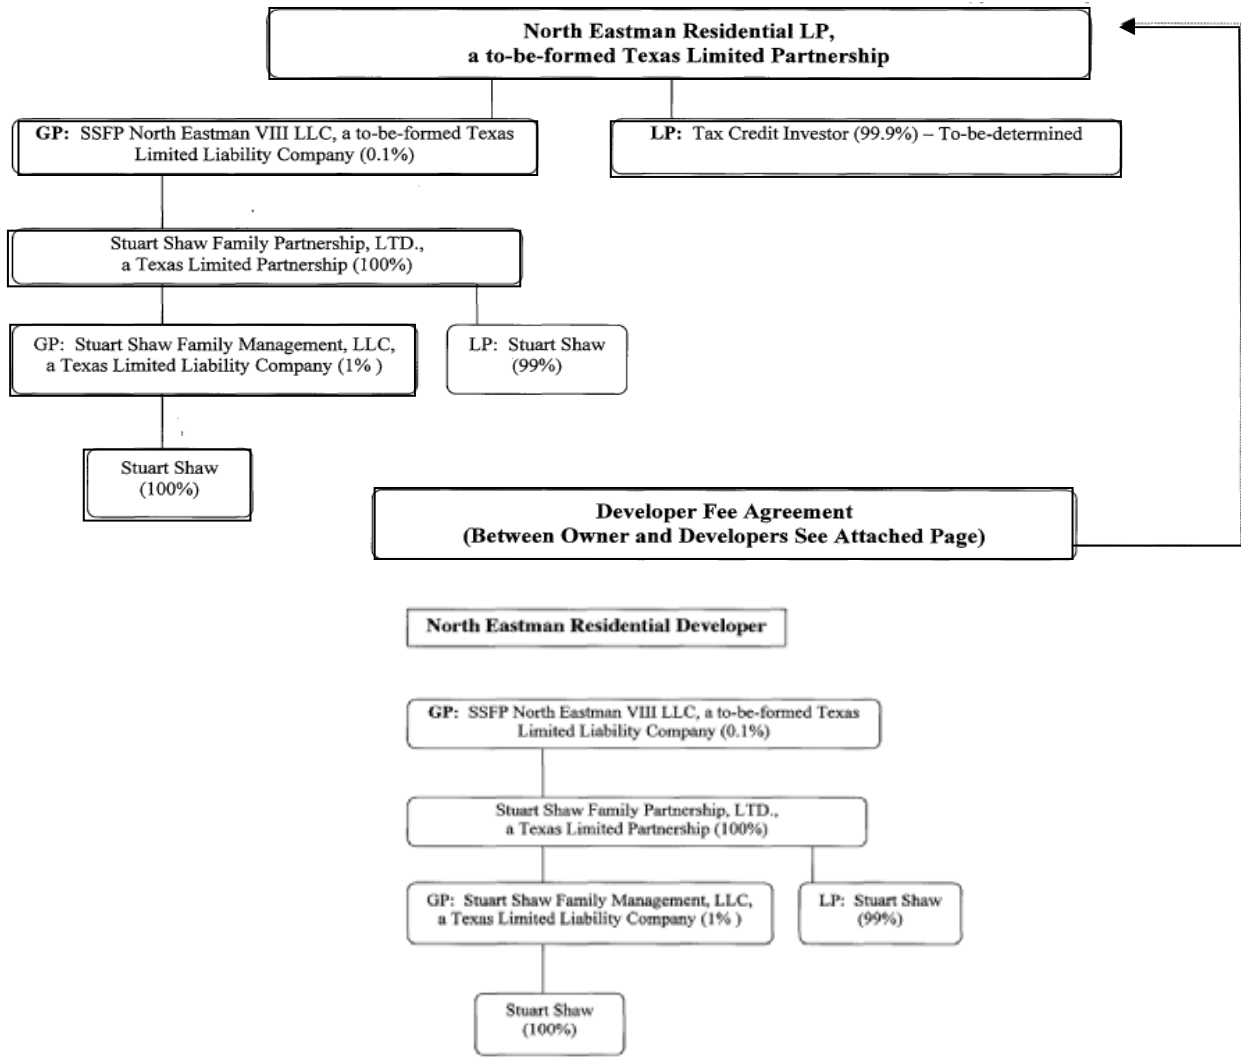 North Eastman Residential LP,
a to-be-formed Texas Limited Partnership
GP: SSFP North Eastman VIII LLC, a to-be-formed Texas
Limited Liability Company (0.1%)
LP: Tax Credit Investor (99.9%) – To-be-determined
Stuart Shaw Family Partnership, LTD.,
a Texas Limited Partnership (100%)
GP: Stuart Shaw Family Management, LLC,
a Texas Limited Liability Company (1% )
LP: Stuart Shaw
(99%)
Stuart Shaw
(100%)
Developer Fee Agreement
(Between Owner and Developers See Attached Page)
North Eastman Residential Developer
GP: SSFP North Eastman VIII LLC, a to-be-formed Texas
Limited Liability Company (0.1%)
Stuart Shaw Family Partnership, LTD.,
a Texas Limited Partnership (100%)
GP: Stuart Shaw Family Management, LLC,
a Texas Limited Liability Company (1% )
LP: Stuart Shaw
(99%)
Stuart Shaw
(100%)